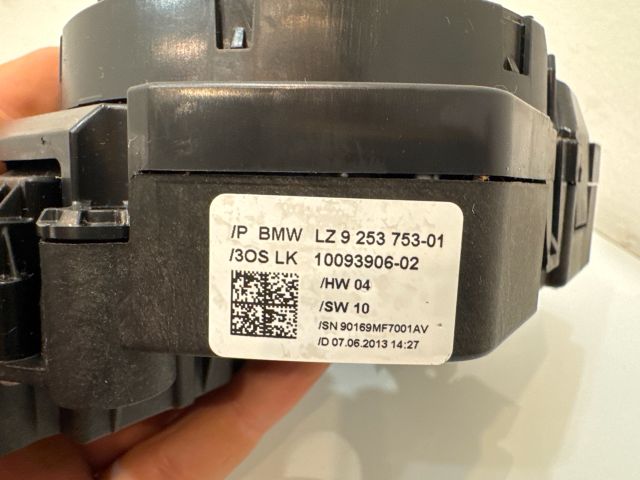 /P BMW LZ 9 253 753-01
/3OS LK 10093906-02
/HW 04
/SW 10
/SN 90169MF7001AV
/D 07.06.2013 14:27